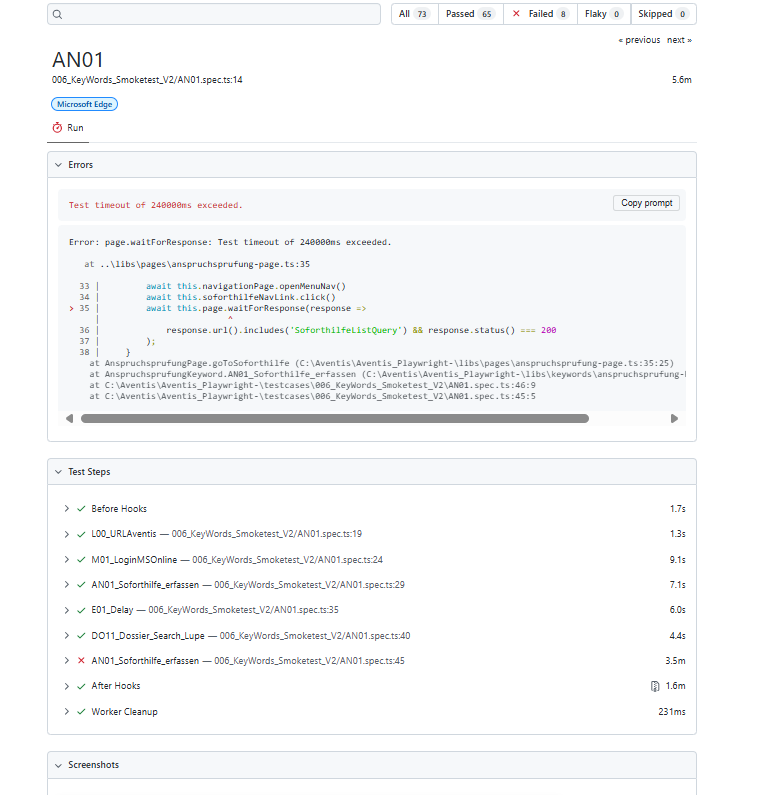 All 73 Passed 65 × Failed 8 Flaky 0 Skipped 0
« previous next »
AN01
006_KeyWords_Smoketest_V2/AN01.spec.ts:14 5.6m
Microsoft Edge
Run
Errors
Test timeout of 240000ms exceeded.
Copy prompt
Error: page.waitForResponse: Test timeout of 240000ms exceeded.
at ..\libs\pages\anspruchsprufung-page.ts:35
33 | await this.navigationPage.openMenuNav()
34 | await this.soforthilfeNavLink.click()
> 35 | await this.page.waitForResponse(response =>
| ^
36 | response.url().includes('SoforthilfeListQuery') && response.status() === 200
37 | );
38 | }
at AnspruchsprufungPage.goToSoforthilfe (C:\Aventis\Aventis_Playwright-\libs\pages\anspruchsprufung-page.ts:35:25)
at AnspruchsprufungKeyword.AN01_Soforthilfe_erfassen (C:\Aventis\Aventis_Playwright-\libs\keywords\anspruchsprufung-
at C:\Aventis\Aventis_Playwright-\testcases\006_KeyWords_Smoketest_V2\AN01.spec.ts:46:9
at C:\Aventis\Aventis_Playwright-\testcases\006_KeyWords_Smoketest_V2\AN01.spec.ts:45:5
Test Steps
Before Hooks 1.7s
L00_URLAventis — 006_KeyWords_Smoketest_V2/AN01.spec.ts:19 1.3s
M01_LoginMSOnline — 006_KeyWords_Smoketest_V2/AN01.spec.ts:24 9.1s
AN01_Soforthilfe_erfassen — 006_KeyWords_Smoketest_V2/AN01.spec.ts:29 7.1s
E01_Delay — 006_KeyWords_Smoketest_V2/AN01.spec.ts:35 6.0s
DO11_Dossier_Search_Lupe — 006_KeyWords_Smoketest_V2/AN01.spec.ts:40 4.4s
AN01_Soforthilfe_erfassen — 006_KeyWords_Smoketest_V2/AN01.spec.ts:45 3.5m
After Hooks 1.6m
Worker Cleanup 231ms
Screenshots